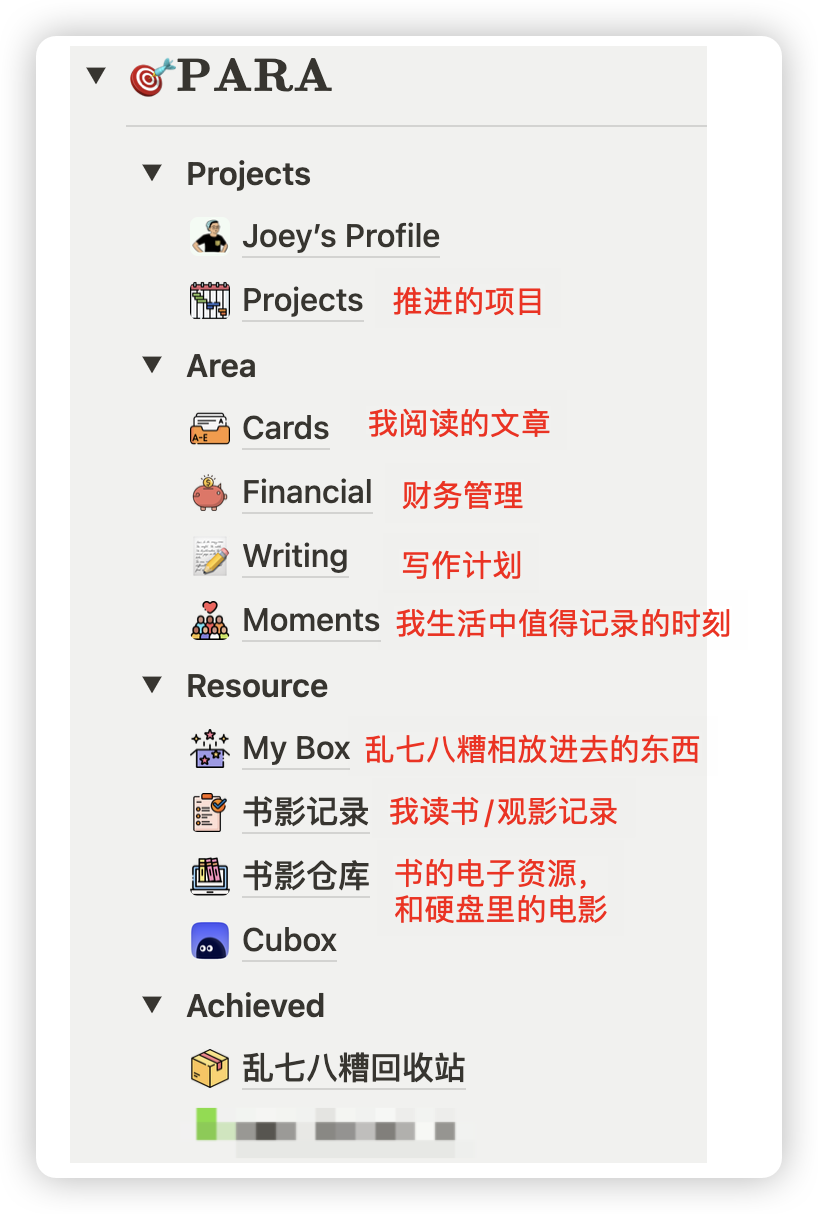 PARA
Projects
Joey's Profile
Projects 推进的项目
Area
A
A-E
Cards 我阅读的文章
Financial 财务管理
Writing 写作计划
Moments 我生活中值得记录的时刻
Resource
My Box 乱七八糟相放进去的东西
书影记录 我读书/观影记录
书影仓库 书的电子资源,
和硬盘里的电影
Cubox
Achieved
乱七八糟回收站